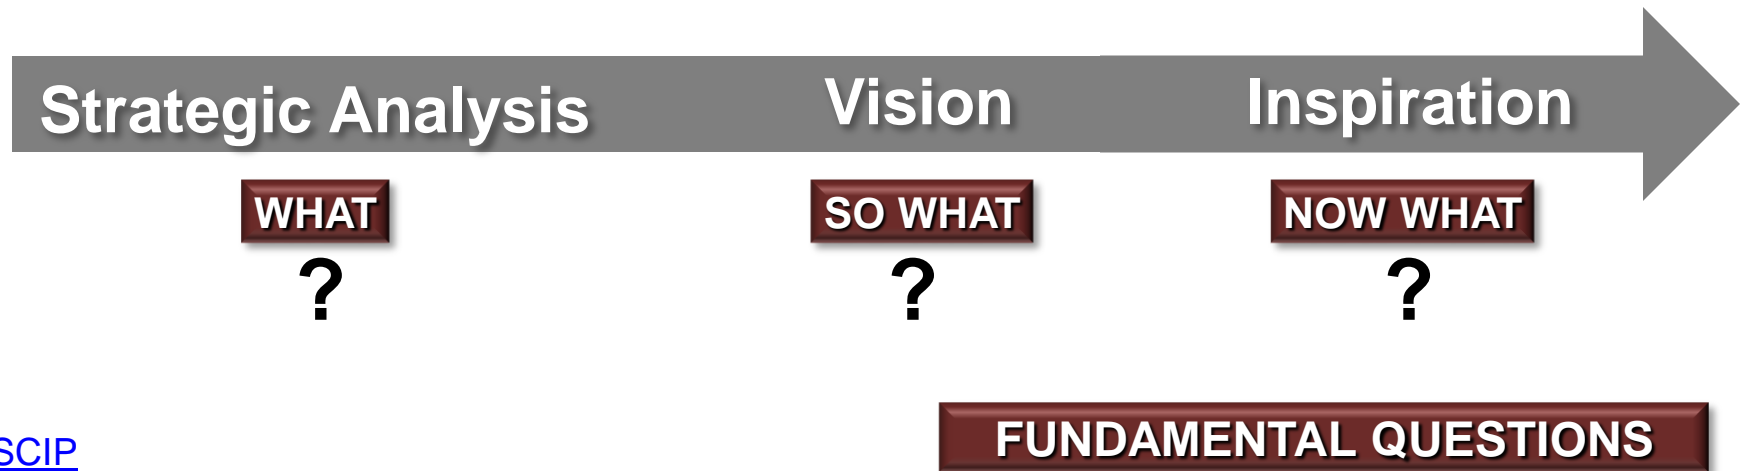 Strategic Analysis Vision Inspiration
WHAT SO WHAT NOW WHAT
? ? ?
FUNDAMENTAL QUESTIONS
SCIP